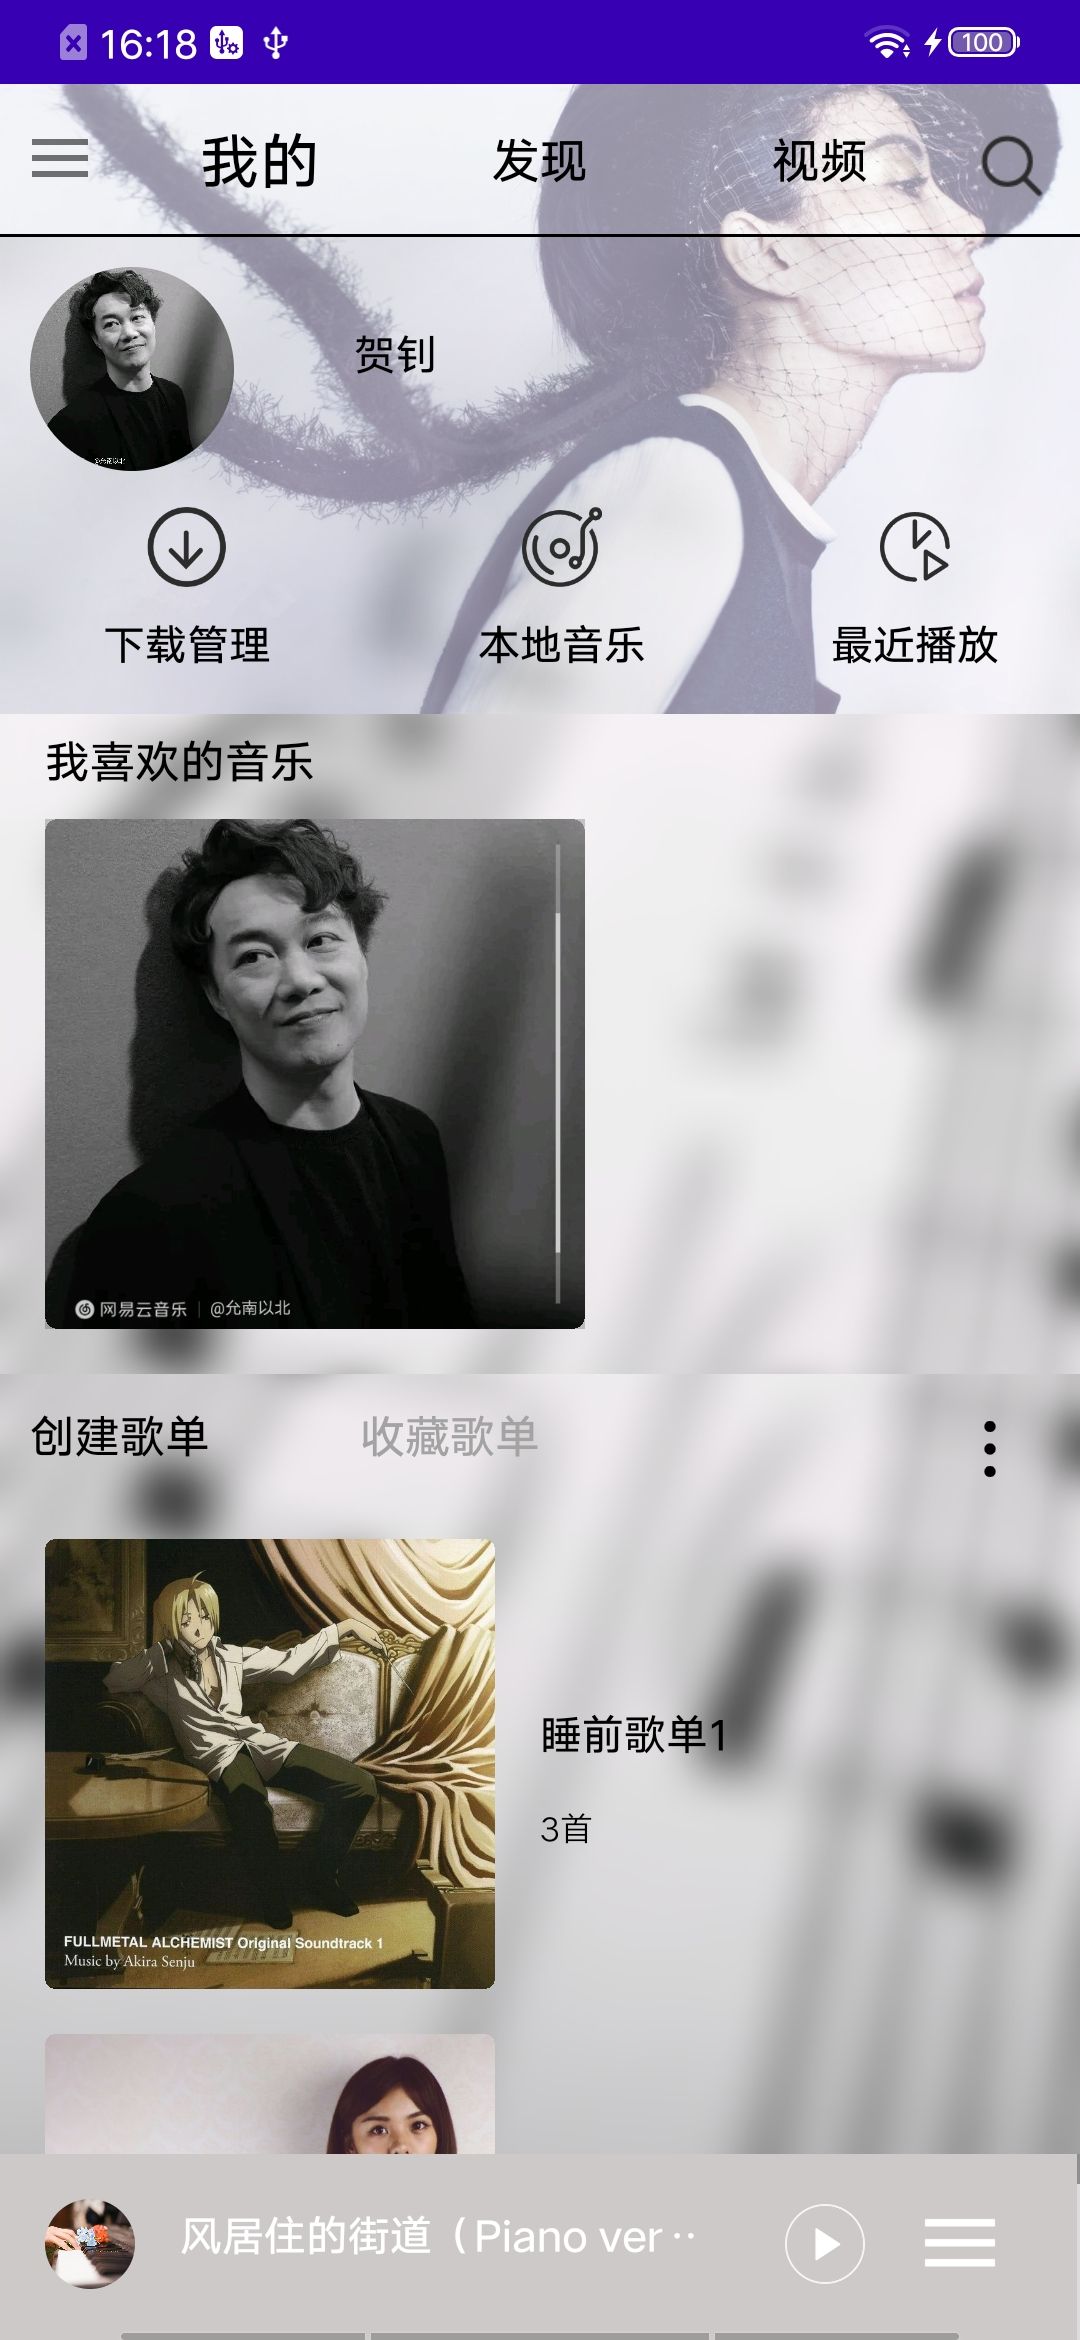 16:18
100
我的
发现
视频
贺钊
下载管理
本地音乐
最近播放
我喜欢的音乐
网易云音乐 | @允南以北
创建歌单
收藏歌单
FULLMETAL ALCHEMIST Original Soundtrack 1
Music by Akira Senju
睡前歌单1
3首
风居住的街道（Piano ver··